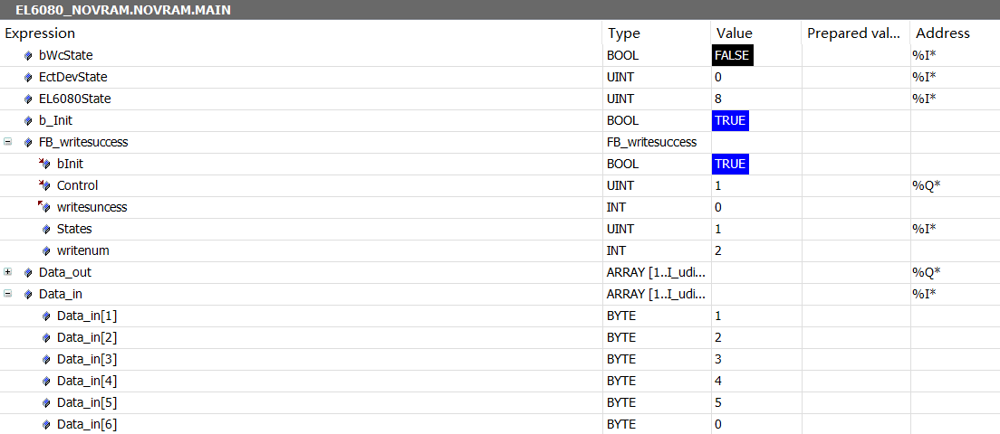 EL6080_NOVRAM.NOVRAM.MAIN
Expression Type Value Prepared val... Address
bWcState BOOL FALSE %I*
EctDevState UINT 0 %I*
EL6080State UINT 8 %I*
b_Init BOOL TRUE
FB_writesuccess FB_writesuccess
bInit BOOL TRUE
Control UINT 1 %Q*
writesuncess INT 0
States UINT 1 %I*
writenum INT 2
Data_out ARRAY [1..I_udi... %Q*
Data_in ARRAY [1..I_udi... %I*
Data_in[1] BYTE 1
Data_in[2] BYTE 2
Data_in[3] BYTE 3
Data_in[4] BYTE 4
Data_in[5] BYTE 5
Data_in[6] BYTE 0